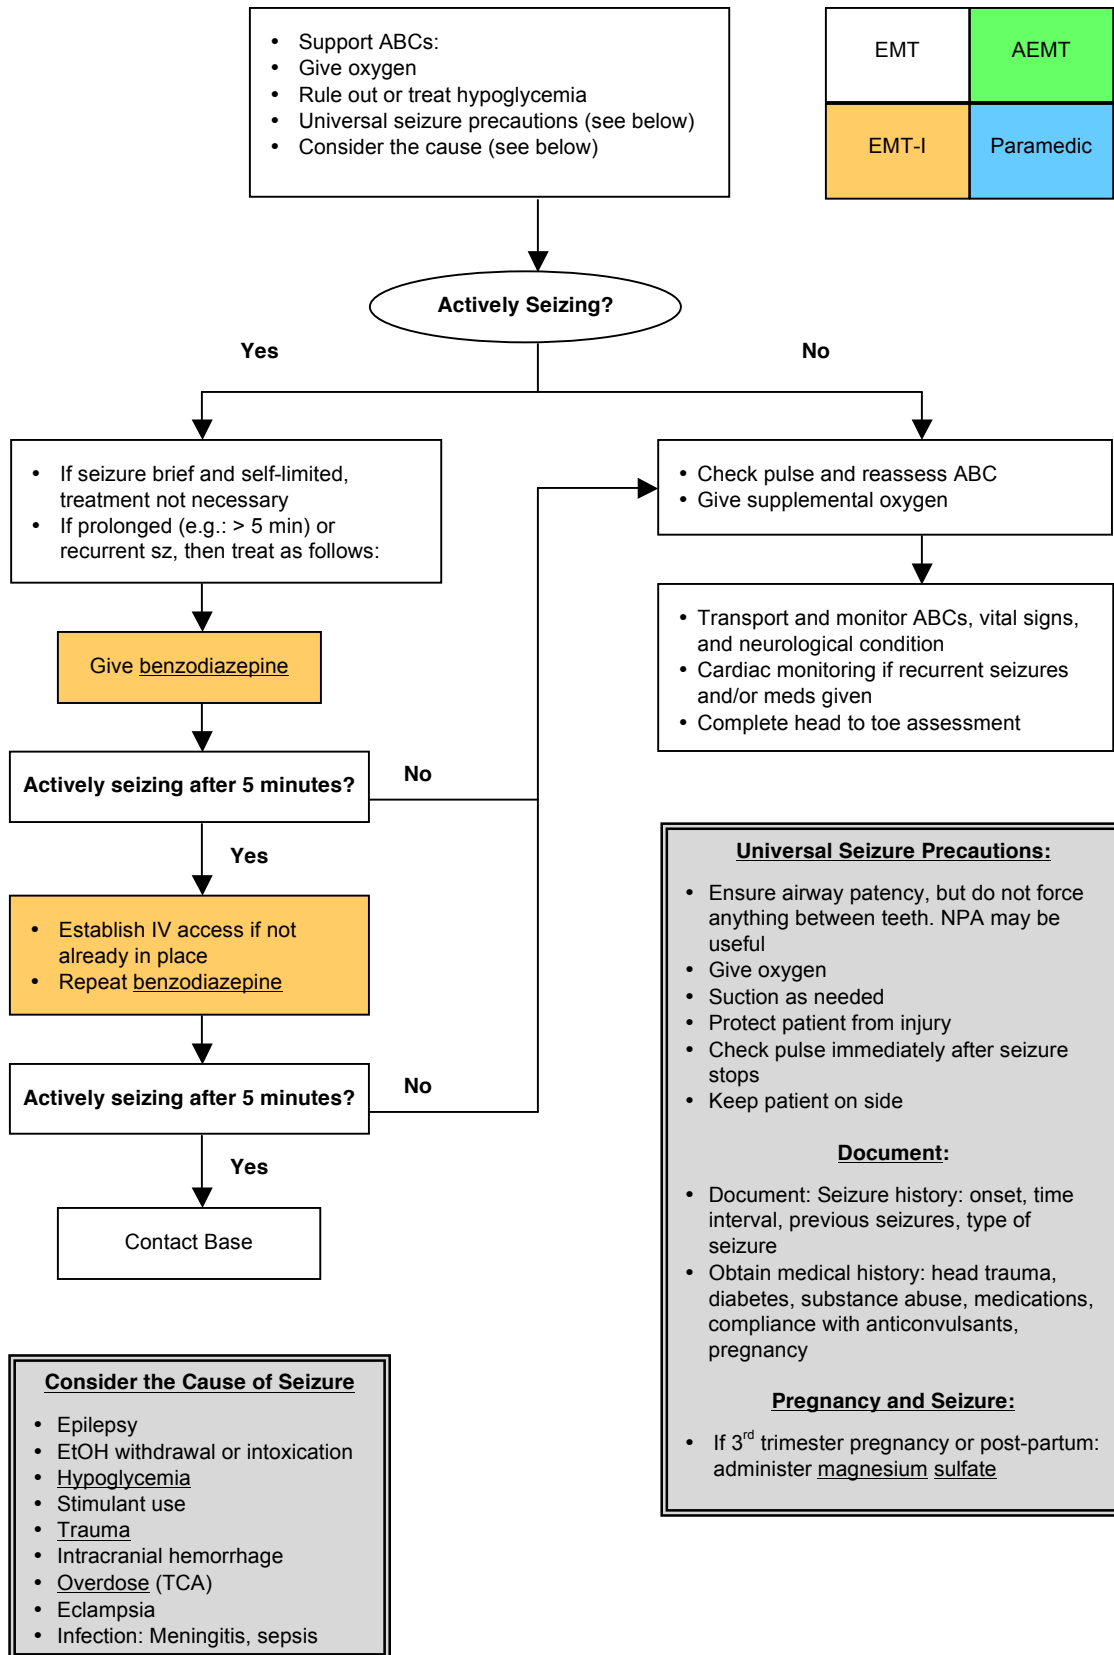 • Support ABCs:
• Give oxygen
• Rule out or treat hypoglycemia
• Universal seizure precautions (see below)
• Consider the cause (see below)
EMT
AEMT
EMT-I
Paramedic
Actively Seizing?
Yes
No
• If seizure brief and self-limited,
treatment not necessary
• If prolonged (e.g.: > 5 min) or
recurrent sz, then treat as follows:
• Check pulse and reassess ABC
• Give supplemental oxygen
Give benzodiazepine
• Transport and monitor ABCs, vital signs,
and neurological condition
• Cardiac monitoring if recurrent seizures
and/or meds given
• Complete head to toe assessment
Actively seizing after 5 minutes?
No
Yes
• Establish IV access if not
already in place
• Repeat benzodiazepine
Actively seizing after 5 minutes?
No
Yes
Contact Base
Universal Seizure Precautions:
• Ensure airway patency, but do not force
anything between teeth. NPA may be
useful
• Give oxygen
• Suction as needed
• Protect patient from injury
• Check pulse immediately after seizure
stops
• Keep patient on side
Document:
• Document: Seizure history: onset, time
interval, previous seizures, type of
seizure
• Obtain medical history: head trauma,
diabetes, substance abuse, medications,
compliance with anticonvulsants,
pregnancy
Pregnancy and Seizure:
• If 3rd trimester pregnancy or post-partum:
administer magnesium sulfate
Consider the Cause of Seizure
• Epilepsy
• EtOH withdrawal or intoxication
• Hypoglycemia
• Stimulant use
• Trauma
• Intracranial hemorrhage
• Overdose (TCA)
• Eclampsia
• Infection: Meningitis, sepsis